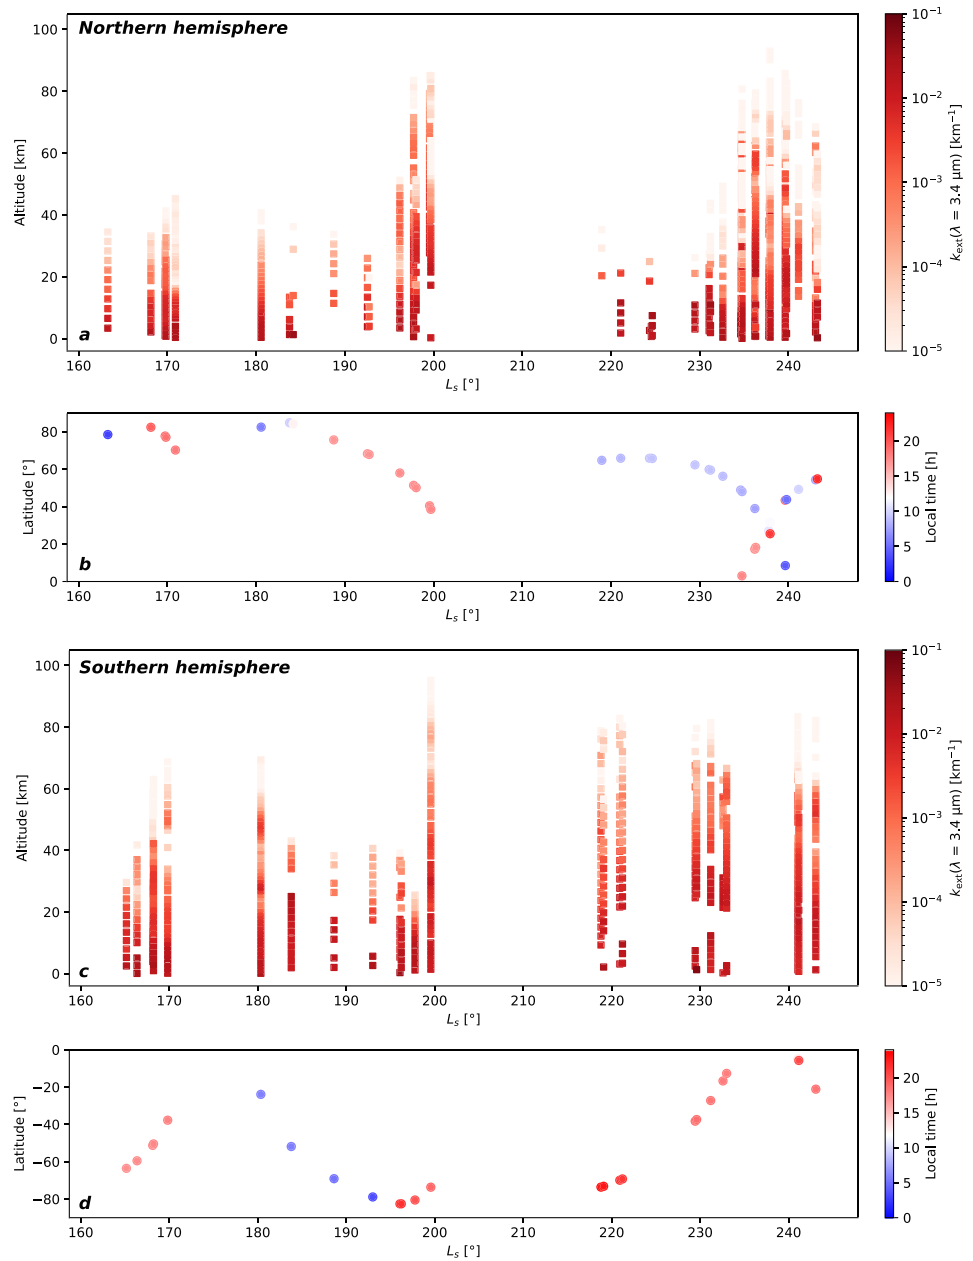 Northern hemisphere
100
80
60
40
20
0
Altitude [km]
a
160 170 180 190 200 210 220 230 240
Ls [°]
10⁻¹
10⁻²
10⁻³
10⁻⁴
10⁻⁵
kext(λ = 3.4 μm) [km⁻¹]
80
60
40
20
0
Latitude [°]
b
160 170 180 190 200 210 220 230 240
Ls [°]
20
15
10
5
0
Local time [h]
Southern hemisphere
100
80
60
40
20
0
Altitude [km]
c
160 170 180 190 200 210 220 230 240
Ls [°]
10⁻¹
10⁻²
10⁻³
10⁻⁴
10⁻⁵
kext(λ = 3.4 μm) [km⁻¹]
0
−20
−40
−60
−80
Latitude [°]
d
160 170 180 190 200 210 220 230 240
Ls [°]
20
15
10
5
0
Local time [h]